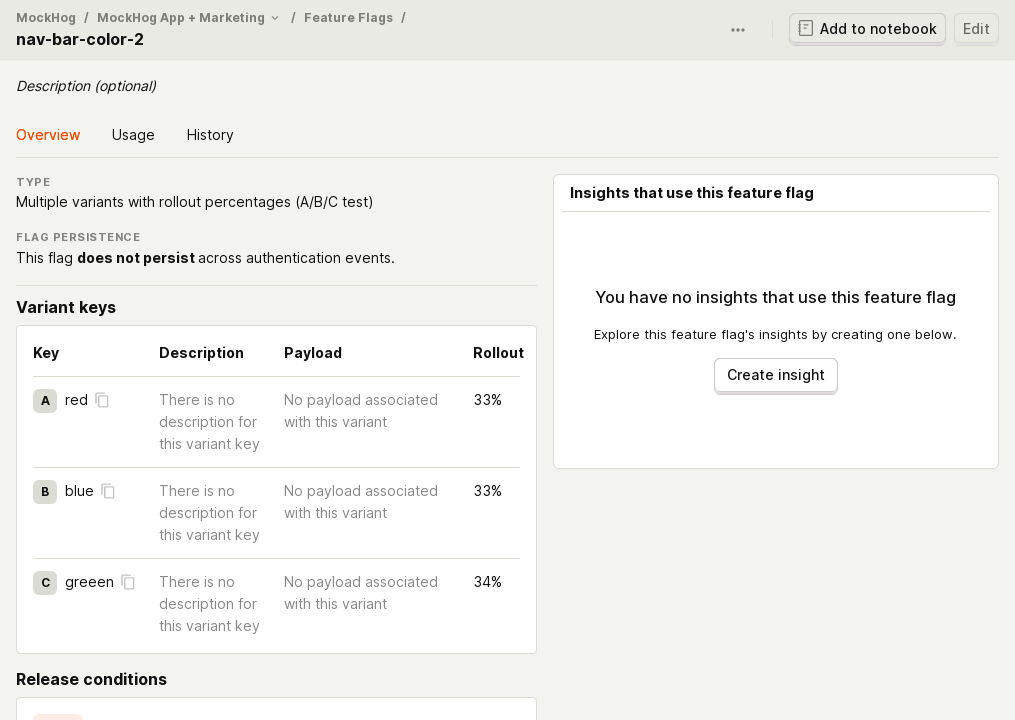 MockHog / MockHog App + Marketing / Feature Flags /
nav-bar-color-2
Add to notebook
Edit
Description (optional)
Overview Usage History
TYPE
Multiple variants with rollout percentages (A/B/C test)
FLAG PERSISTENCE
This flag does not persist across authentication events.
Variant keys
Key Description Payload Rollout
A red There is no No payload associated 33%
description for with this variant
this variant key
B blue There is no No payload associated 33%
description for with this variant
this variant key
C greeen There is no No payload associated 34%
description for with this variant
this variant key
Release conditions
Insights that use this feature flag
You have no insights that use this feature flag
Explore this feature flag's insights by creating one below.
Create insight